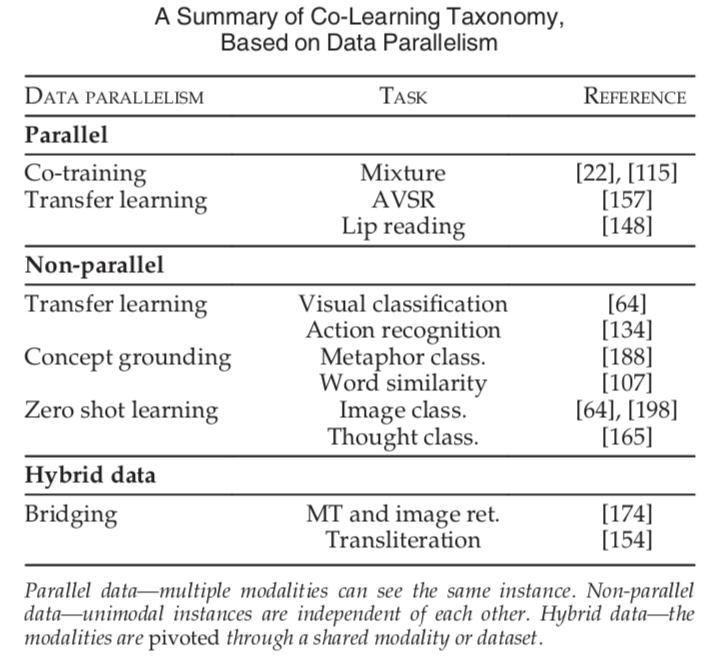 A Summary of Co-Learning Taxonomy,
Based on Data Parallelism
DATA PARALLELISM TASK REFERENCE
Parallel
Co-training Mixture [22], [115]
Transfer learning AVSR [157]
Lip reading [148]
Non-parallel
Transfer learning Visual classification [64]
Action recognition [134]
Concept grounding Metaphor class. [188]
Word similarity [107]
Zero shot learning Image class. [64], [198]
Thought class. [165]
Hybrid data
Bridging MT and image ret. [174]
Transliteration [154]
Parallel data—multiple modalities can see the same instance. Non-parallel
data—unimodal instances are independent of each other. Hybrid data—the
modalities are pivoted through a shared modality or dataset.